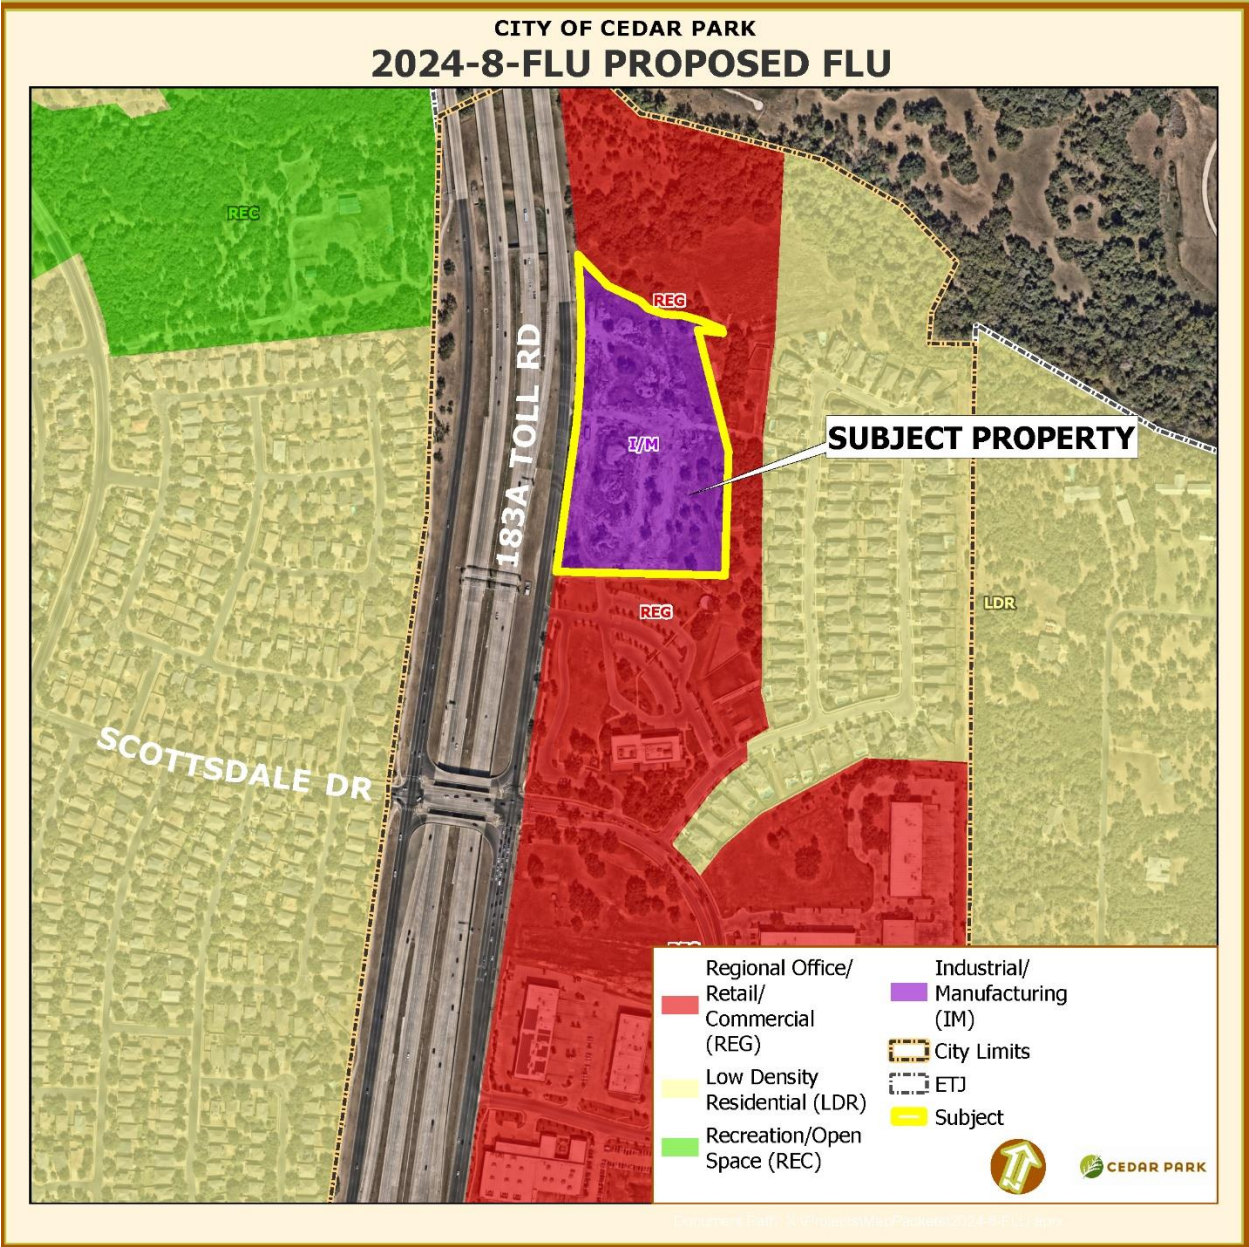 CITY OF CEDAR PARK
2024-8-FLU PROPOSED FLU
REC
REG
183A TOLL RD
I/M
SUBJECT PROPERTY
REG
LDR
SCOTTSDALE DR
Regional Office/
Retail/
Commercial
(REG)
Low Density
Residential (LDR)
Recreation/Open
Space (REC)
Industrial/
Manufacturing
(IM)
City Limits
ETJ
Subject
N
CEDAR PARK